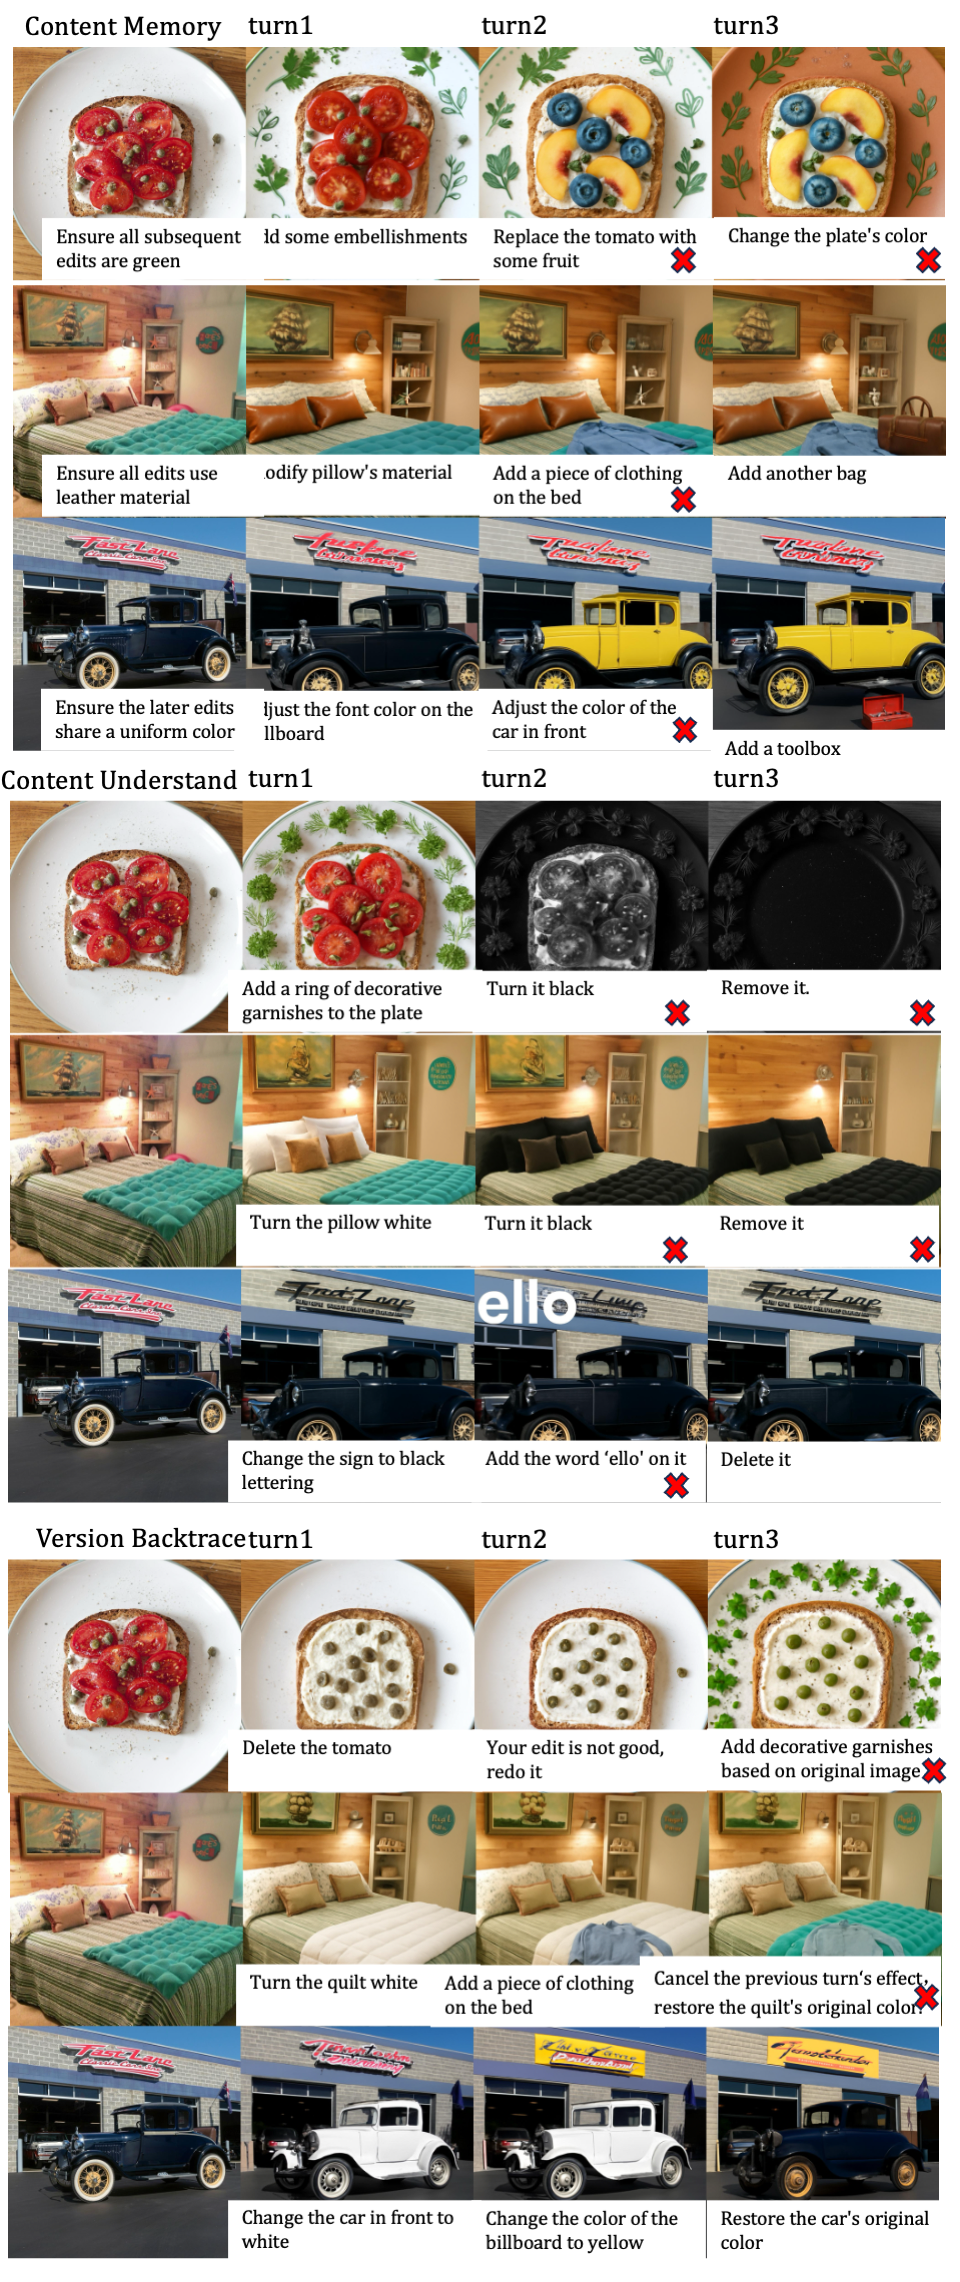 Content Memory turn1 turn2 turn3
Ensure all subsequent
edits are green
dd some embellishments
Replace the tomato with
some fruit
Change the plate's color
Ensure all edits use
leather material
odify pillow's material
Add a piece of clothing
on the bed
Add another bag
Fast Lane
Classic Cars Inc
Ensure the later edits
share a uniform color
djust the font color on the
llboard
Adjust the color of the
car in front
Add a toolbox
Content Understand turn1 turn2 turn3
Add a ring of decorative
garnishes to the plate
Turn it black
Remove it.
Turn the pillow white
Turn it black
Remove it
Fast Lane
ello
Change the sign to black
lettering
Add the word ‘ello’ on it
Delete it
Version Backtrace turn1 turn2 turn3
Delete the tomato
Your edit is not good,
redo it
Add decorative garnishes
based on original image
Turn the quilt white
Add a piece of clothing
on the bed
Cancel the previous turn‘s effect,
restore the quilt's original color.
Fast Lane
Change the car in front to
white
Change the color of the
billboard to yellow
Restore the car's original
color